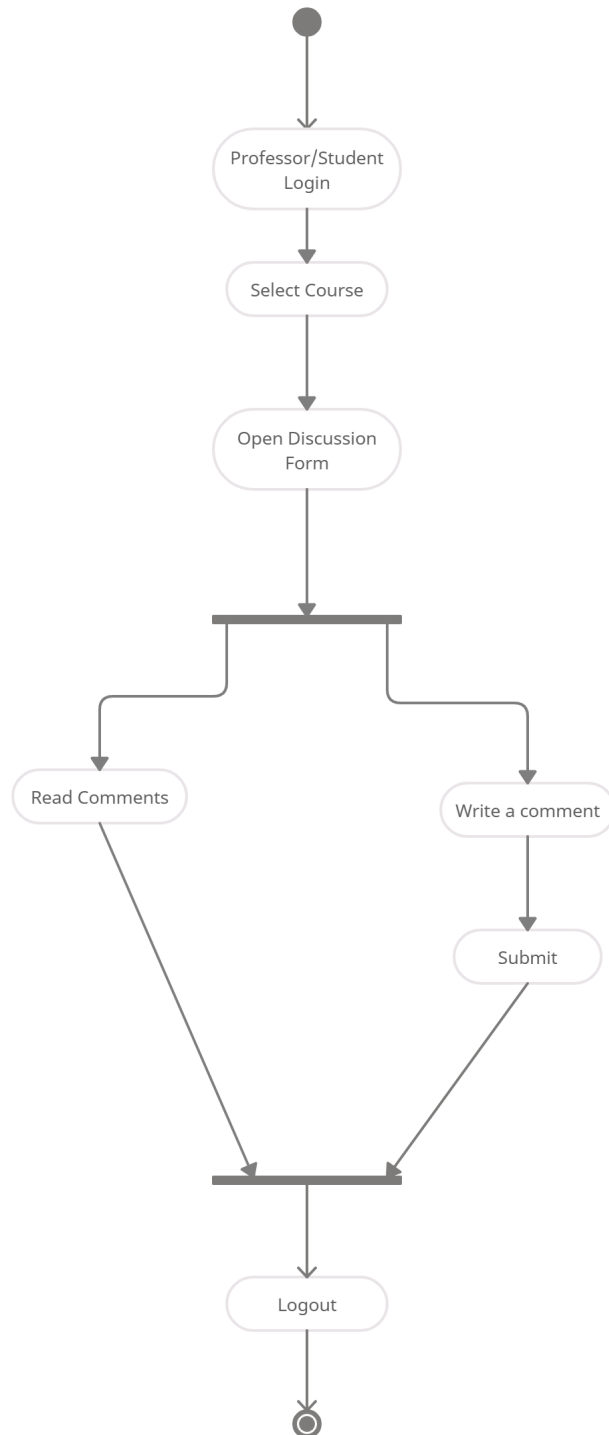 Professor/Student
Login
Select Course
Open Discussion
Form
Read Comments
Write a comment
Submit
Logout